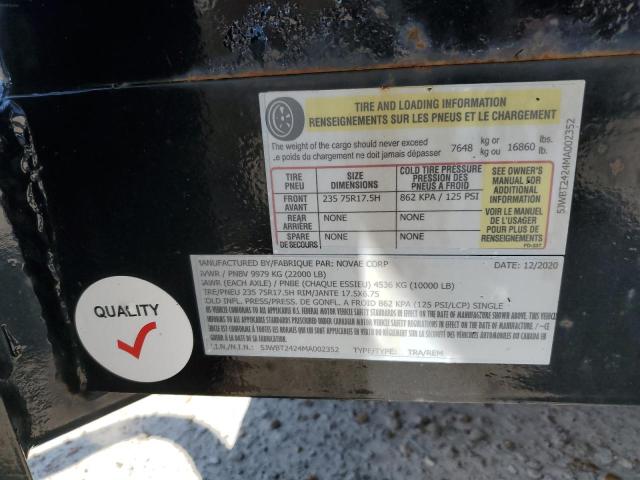 TIRE AND LOADING INFORMATION
RENSEIGNEMENTS SUR LES PNEUS ET LE CHARGEMENT
The weight of the cargo should never exceed 7648 kg or 16860 lbs.
Le poids du chargement ne doit jamais dépasser kg ou lb.
TIRE PNEU
SIZE DIMENSIONS
COLD TIRE PRESSURE PRESSION DES PNEUS A FROID
FRONT AVANT
235 75R17.5H
862 KPA / 125 PSI
REAR ARRIÈRE
NONE
NONE
SPARE DE SECOURS
NONE
NONE
SEE OWNER'S
MANUAL FOR
ADDITIONAL
INFORMATION
VOIR LE MANUEL
DE L'USAGER
POUR PLUS DE
RENSEIGNEMENTS
PD-337
5JWBT2424MA002352
MANUFACTURED BY/FABRIQUE PAR: NOVAE CORP DATE: 12/2020
GVWR / PNBV 9979 KG (22000 LB)
GAWR (EACH AXLE) / PNBE (CHAQUE ESSIEU) 4536 KG (10000 LB)
TIRE/PNEU 235 75R17.5H RIM/JANTE 17.5X6.75
COLD INFL. PRESS/PRESS. DE GONFL. A FROID 862 KPA (125 PSI/LCP) SINGLE
V.I.N./N.I.V.: 5JWBT2424MA002352 TYPE/TYPE: TRA/REM
QUALITY